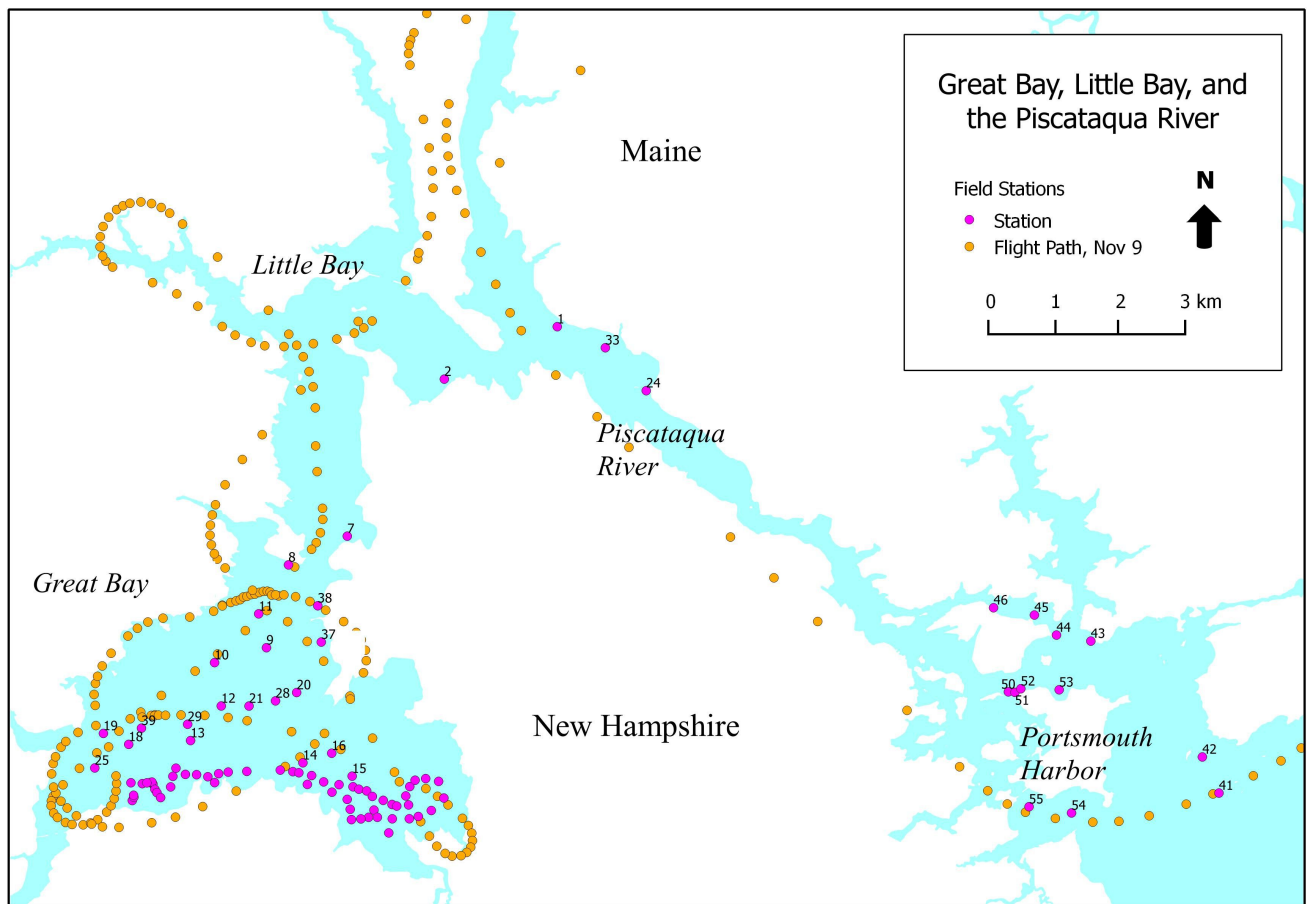 Great Bay, Little Bay, and
the Piscataqua River
Field Stations
Station
Flight Path, Nov 9
N
0 1 2 3 km
Maine
Little Bay
1
33
2
24
Piscataqua
River
7
8
Great Bay
38
11
46
45
37
9
44
43
10
52
50
51
53
20
28
12
21
New Hampshire
29
39
19
18
13
Portsmouth
Harbor
16
14
42
25
15
41
55
54